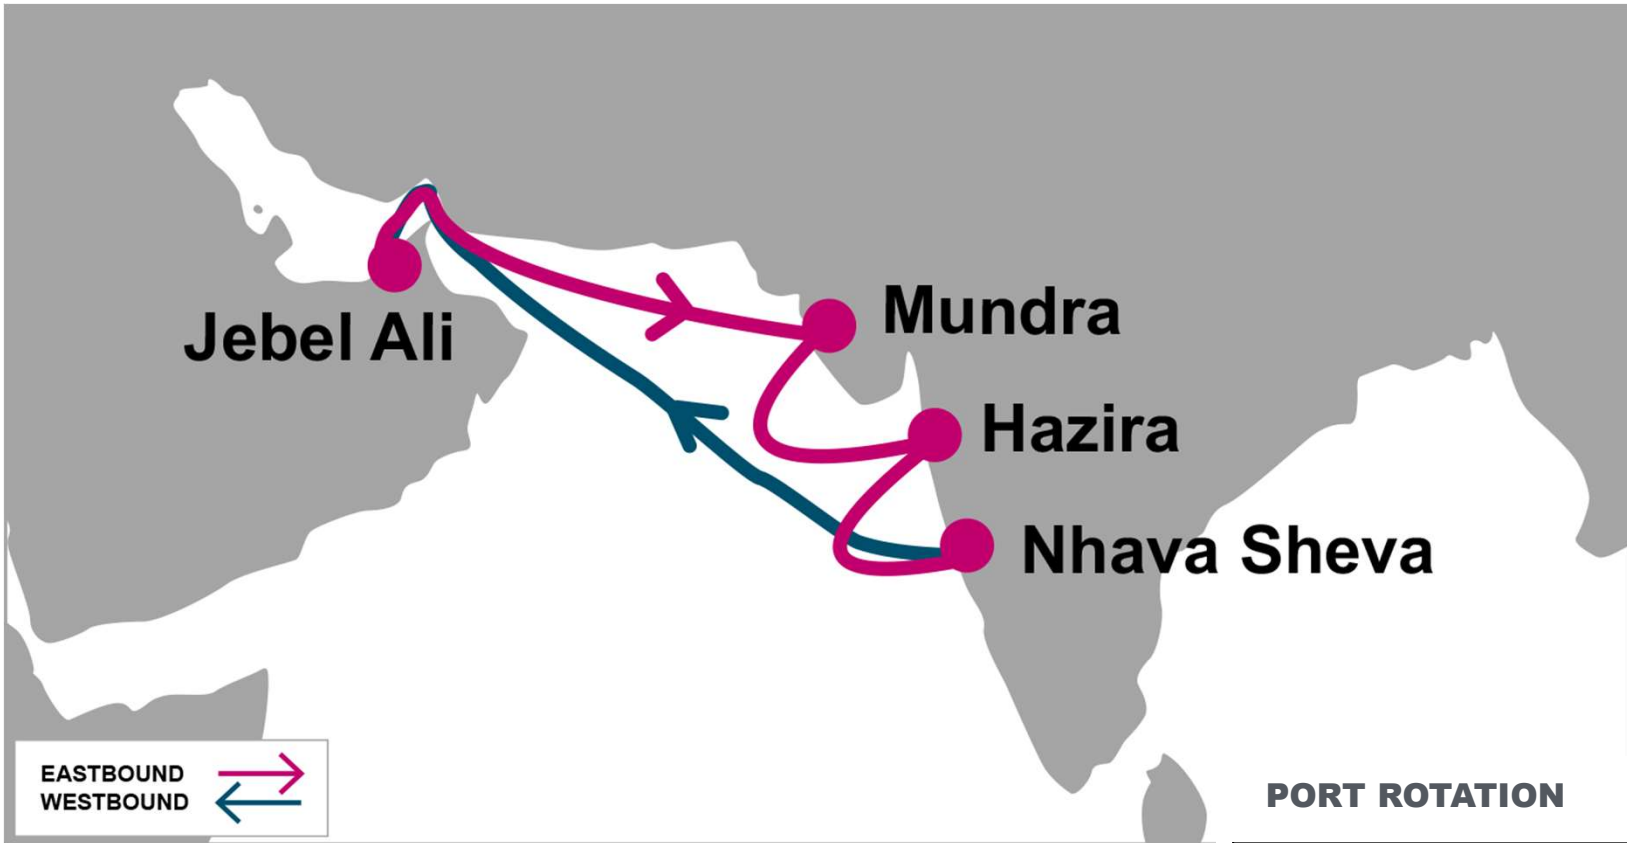 Mundra
Jebel Ali
Hazira
Nhava Sheva
EASTBOUND
WESTBOUND
PORT ROTATION